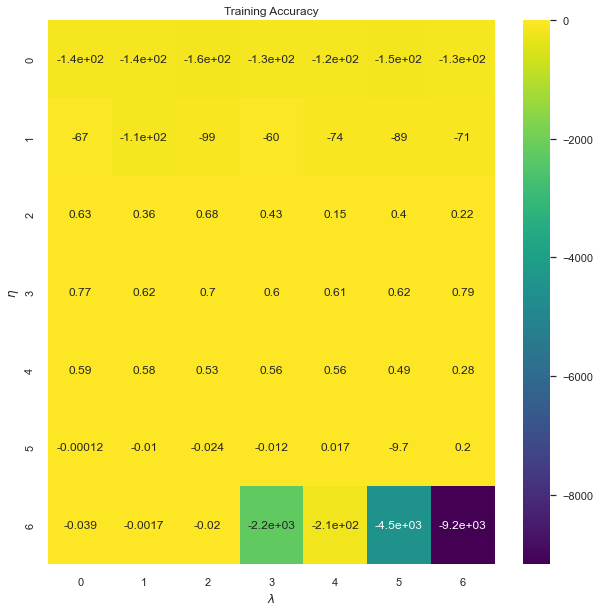 Training Accuracy
0 -1.4e+02 -1.4e+02 -1.6e+02 -1.3e+02 -1.2e+02 -1.5e+02 -1.3e+02
1 -67 -1.1e+02 -99 -60 -74 -89 -71
2 0.63 0.36 0.68 0.43 0.15 0.4 0.22
η
3 0.77 0.62 0.7 0.6 0.61 0.62 0.79
4 0.59 0.58 0.53 0.56 0.56 0.49 0.28
5 -0.00012 -0.01 -0.024 -0.012 0.017 -9.7 0.2
6 -0.039 -0.0017 -0.02 -2.2e+03 -2.1e+02 -4.5e+03 -9.2e+03
0 1 2 3 4 5 6
λ
0
−2000
−4000
−6000
−8000